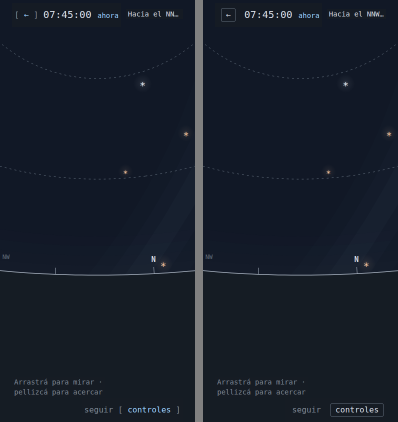 [ ← ] 07:45:00 ahora Hacia el NN…
NW
N
Arrastrá para mirar ·
pellizcá para acercar
seguir [ controles ]
← 07:45:00 ahora Hacia el NNW…
NW
N
Arrastrá para mirar ·
pellizcá para acercar
seguir controles